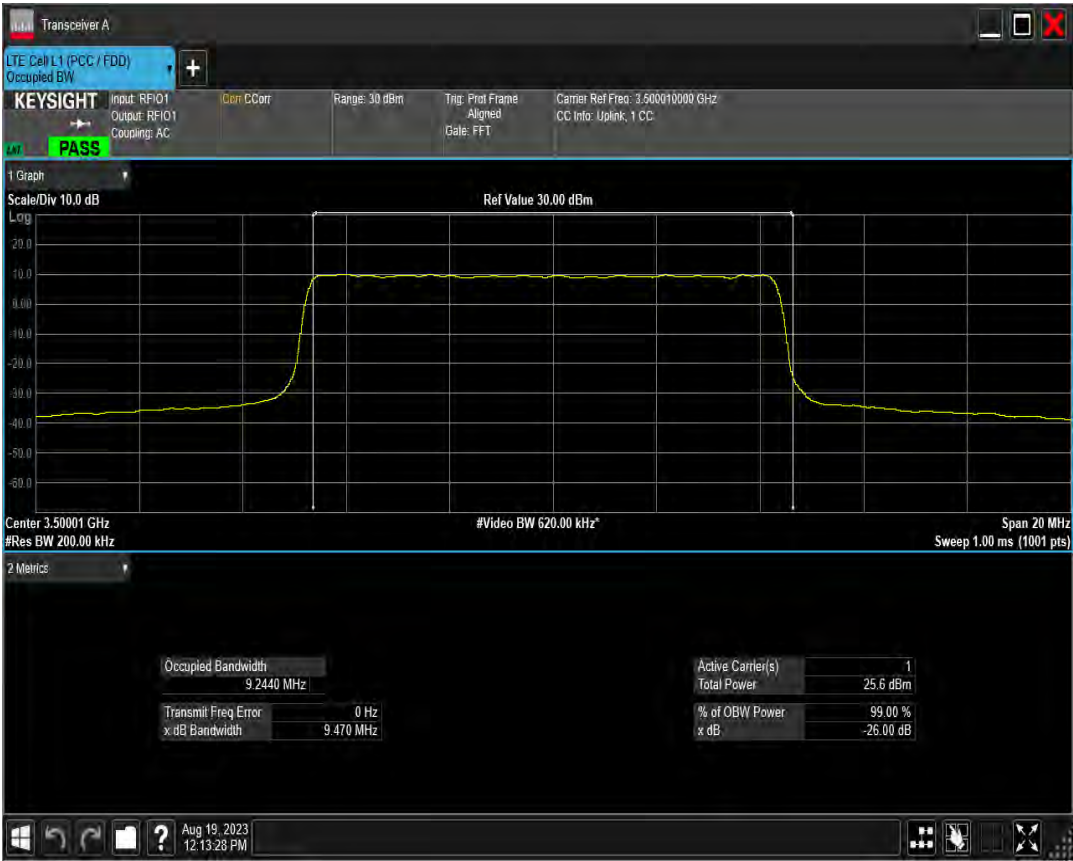 Transceiver A
LTE Cell L1 (PCC / FDD)
Occupied BW
KEYSIGHT
PASS
Input: RFIO1
Output: RFIO1
Coupling: AC
Corr CCorr
Range: 30 dBm
Trig: Prot Frame
Aligned
Gate: FFT
Carrier Ref Freq: 3.500010000 GHz
CC Info: Uplink, 1 CC
1 Graph
Scale/Div 10.0 dB
Ref Value 30.00 dBm
Log
20.0
10.0
0.00
-10.0
-20.0
-30.0
-40.0
-50.0
-60.0
Center 3.50001 GHz
#Video BW 620.00 kHz*
Span 20 MHz
#Res BW 200.00 kHz
Sweep 1.00 ms (1001 pts)
2 Metrics
Occupied Bandwidth
9.2440 MHz
Transmit Freq Error 0 Hz
x dB Bandwidth 9.470 MHz
Active Carrier(s) 1
Total Power 25.6 dBm
% of OBW Power 99.00 %
x dB -26.00 dB
Aug 19, 2023
12:13:28 PM